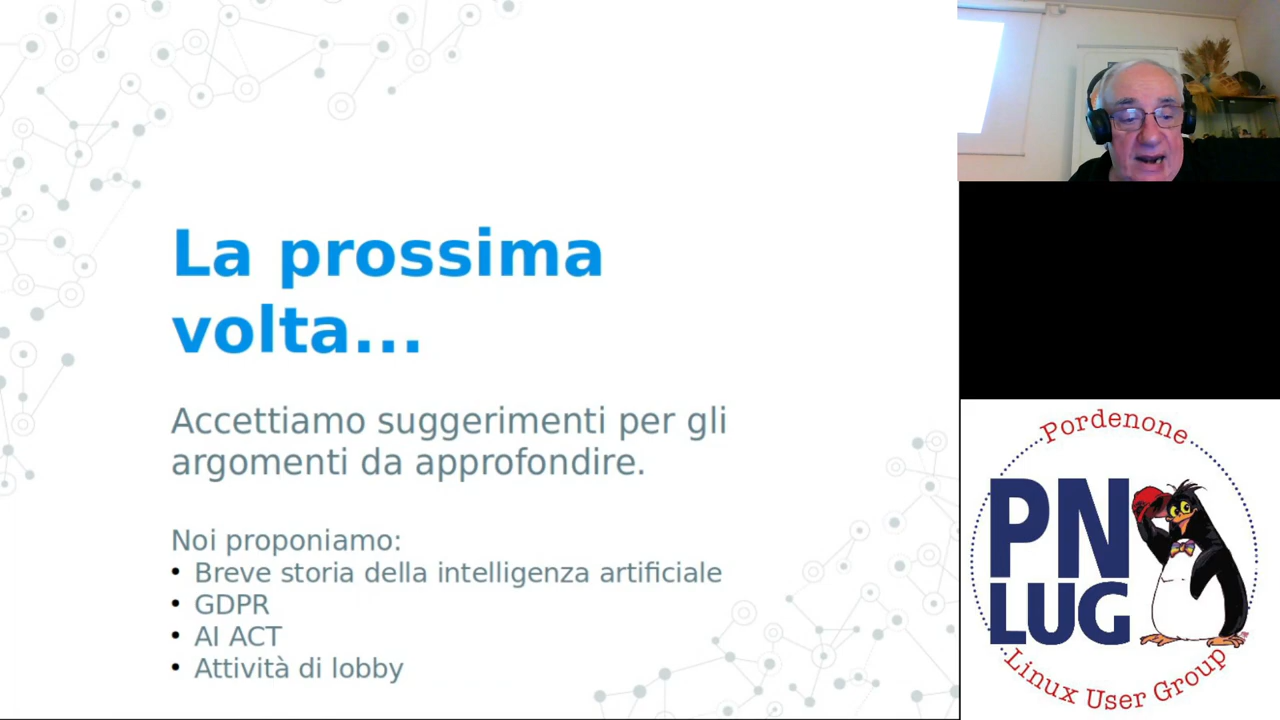 La prossima
volta...
Accettiamo suggerimenti per gli
argomenti da approfondire.
Noi proponiamo:
• Breve storia della intelligenza artificiale
• GDPR
• AI ACT
• Attività di lobby
Pordenone
PN
LUG
Linux User Group